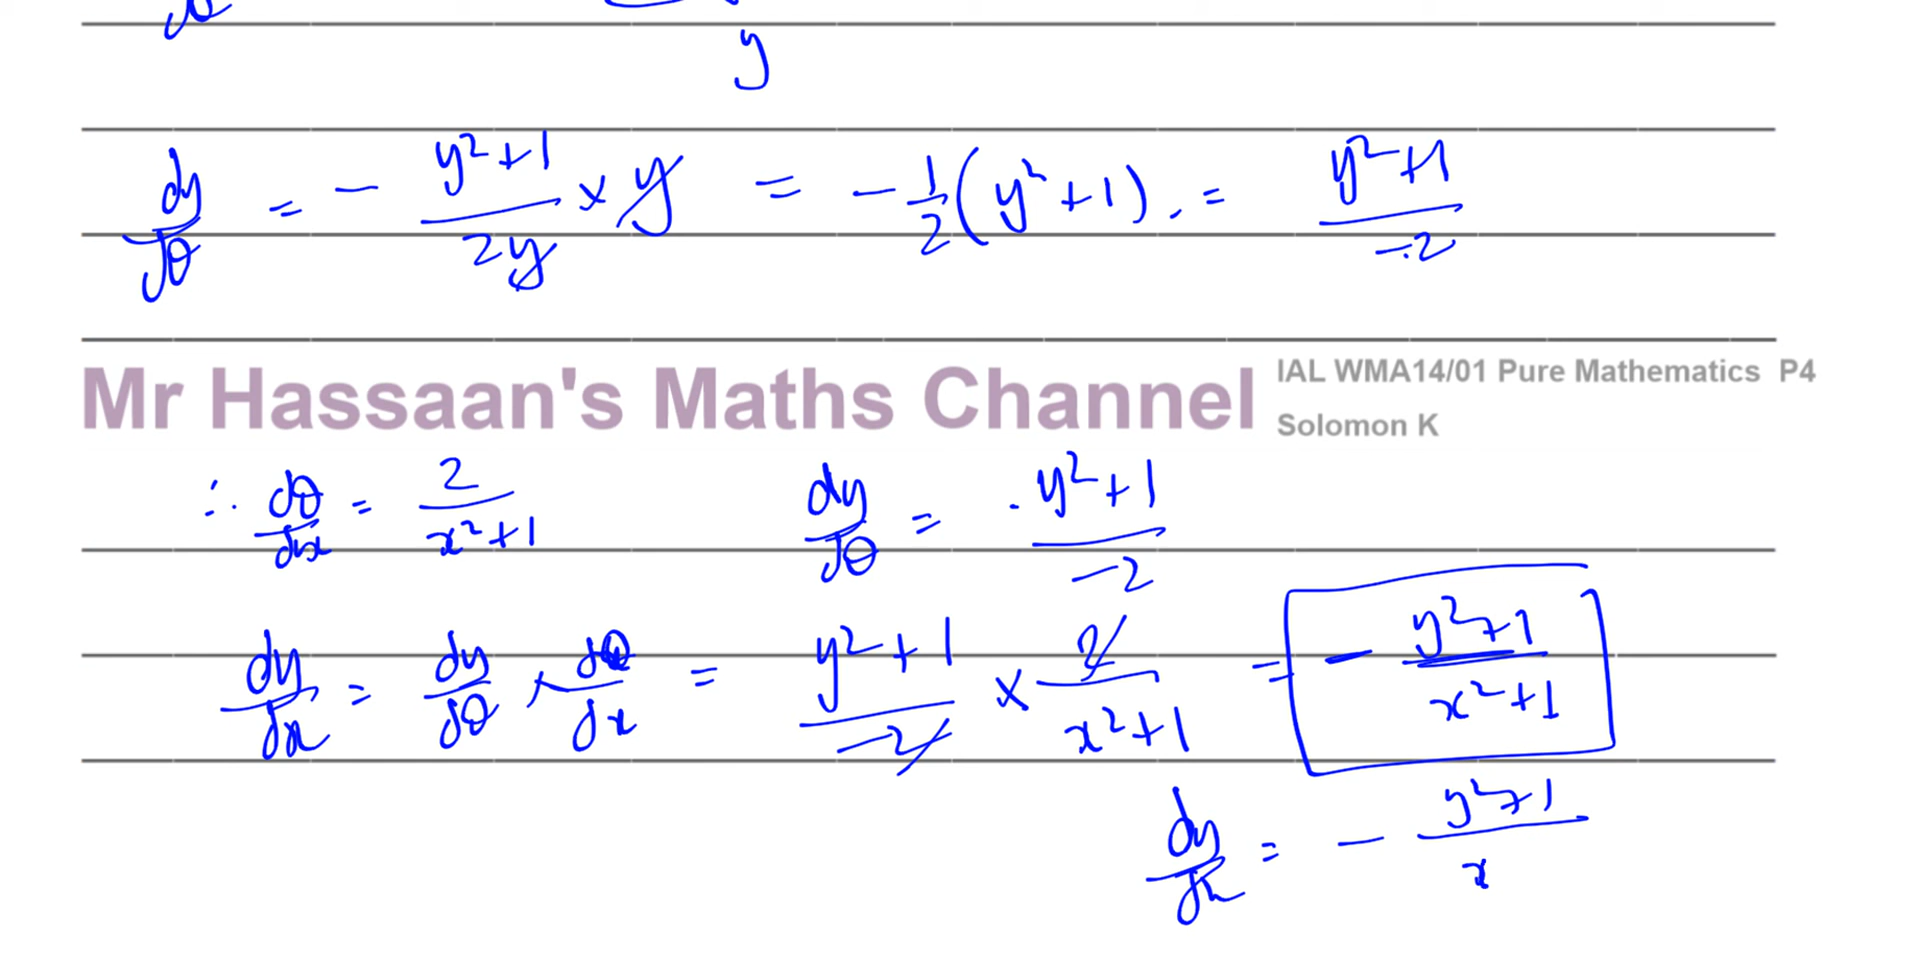 dθ
y
dy/dθ = - (y²+1)/(2y) × y = -1/2 (y²+1). = (y²+1)/(-2)
Mr Hassaan's Maths Channel
IAL WMA14/01 Pure Mathematics P4
Solomon K
∴ dθ/dx = 2/(x²+1)   dy/dθ = (y²+1)/(-2)
dy/dx = dy/dθ × dθ/dx = (y²+1)/(-2) × 2/(x²+1) = - (y²+1)/(x²+1)
dy/dx = - (y²+1)/x